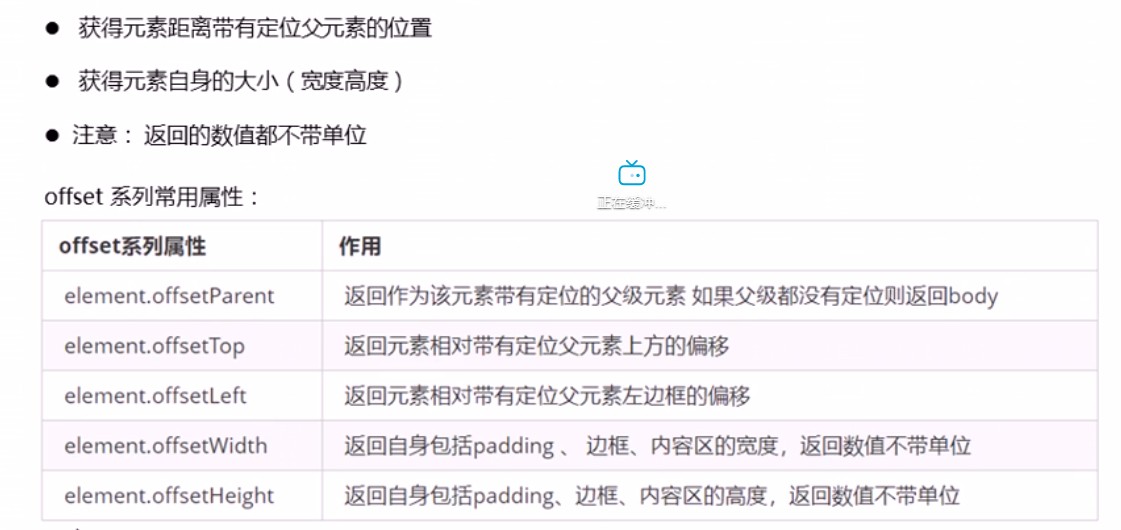 ● 获得元素距离带有定位父元素的位置
● 获得元素自身的大小（宽度高度）
● 注意： 返回的数值都不带单位
正在缓冲...
offset 系列常用属性：
offset系列属性 作用
element.offsetParent 返回作为该元素带有定位的父级元素 如果父级都没有定位则返回body
element.offsetTop 返回元素相对带有定位父元素上方的偏移
element.offsetLeft 返回元素相对带有定位父元素左边框的偏移
element.offsetWidth 返回自身包括padding 、 边框、内容区的宽度，返回数值不带单位
element.offsetHeight 返回自身包括padding、边框、内容区的高度，返回数值不带单位